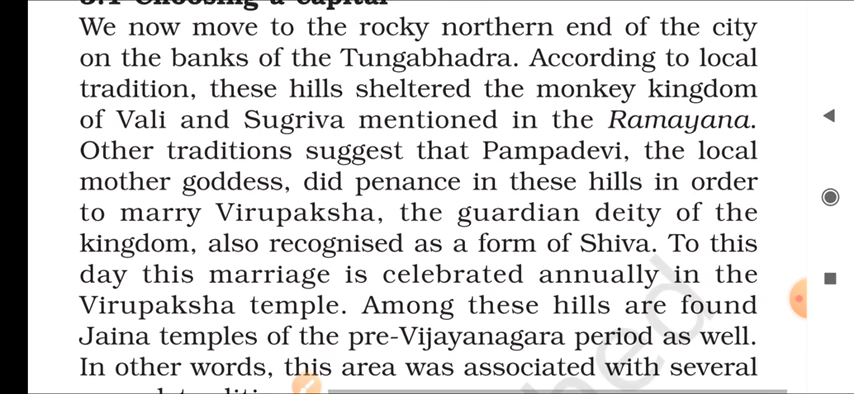 We now move to the rocky northern end of the city
on the banks of the Tungabhadra. According to local
tradition, these hills sheltered the monkey kingdom
of Vali and Sugriva mentioned in the Ramayana.
Other traditions suggest that Pampadevi, the local
mother goddess, did penance in these hills in order
to marry Virupaksha, the guardian deity of the
kingdom, also recognised as a form of Shiva. To this
day this marriage is celebrated annually in the
Virupaksha temple. Among these hills are found
Jaina temples of the pre-Vijayanagara period as well.
In other words, this area was associated with several